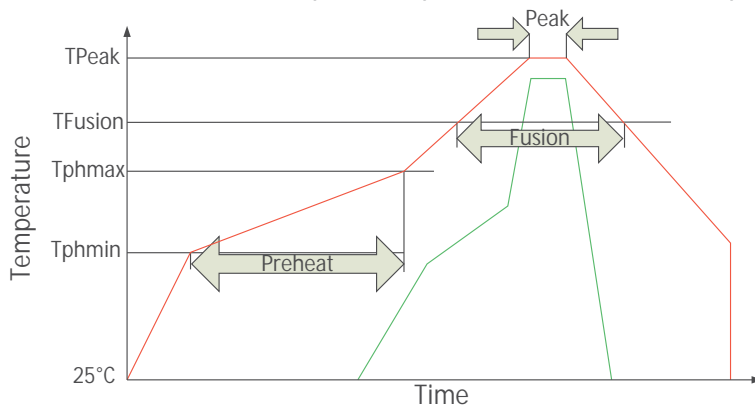 Peak
TPeak
TFusion
Fusion
Tphmax
Temperature
Tphmin
Preheat
25°C
Time